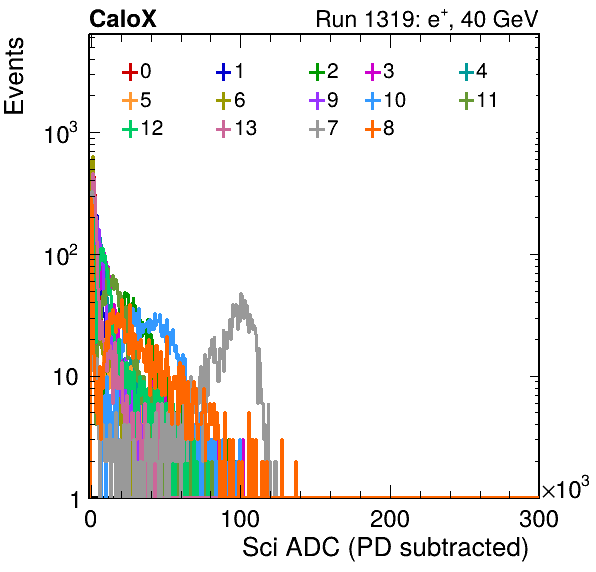 CaloX Run 1319: e⁺, 40 GeV
Events
0 1 2 3 4
5 6 9 10 11
12 13 7 8
10³
10²
10
1
0 100 200 300
×10³
Sci ADC (PD subtracted)